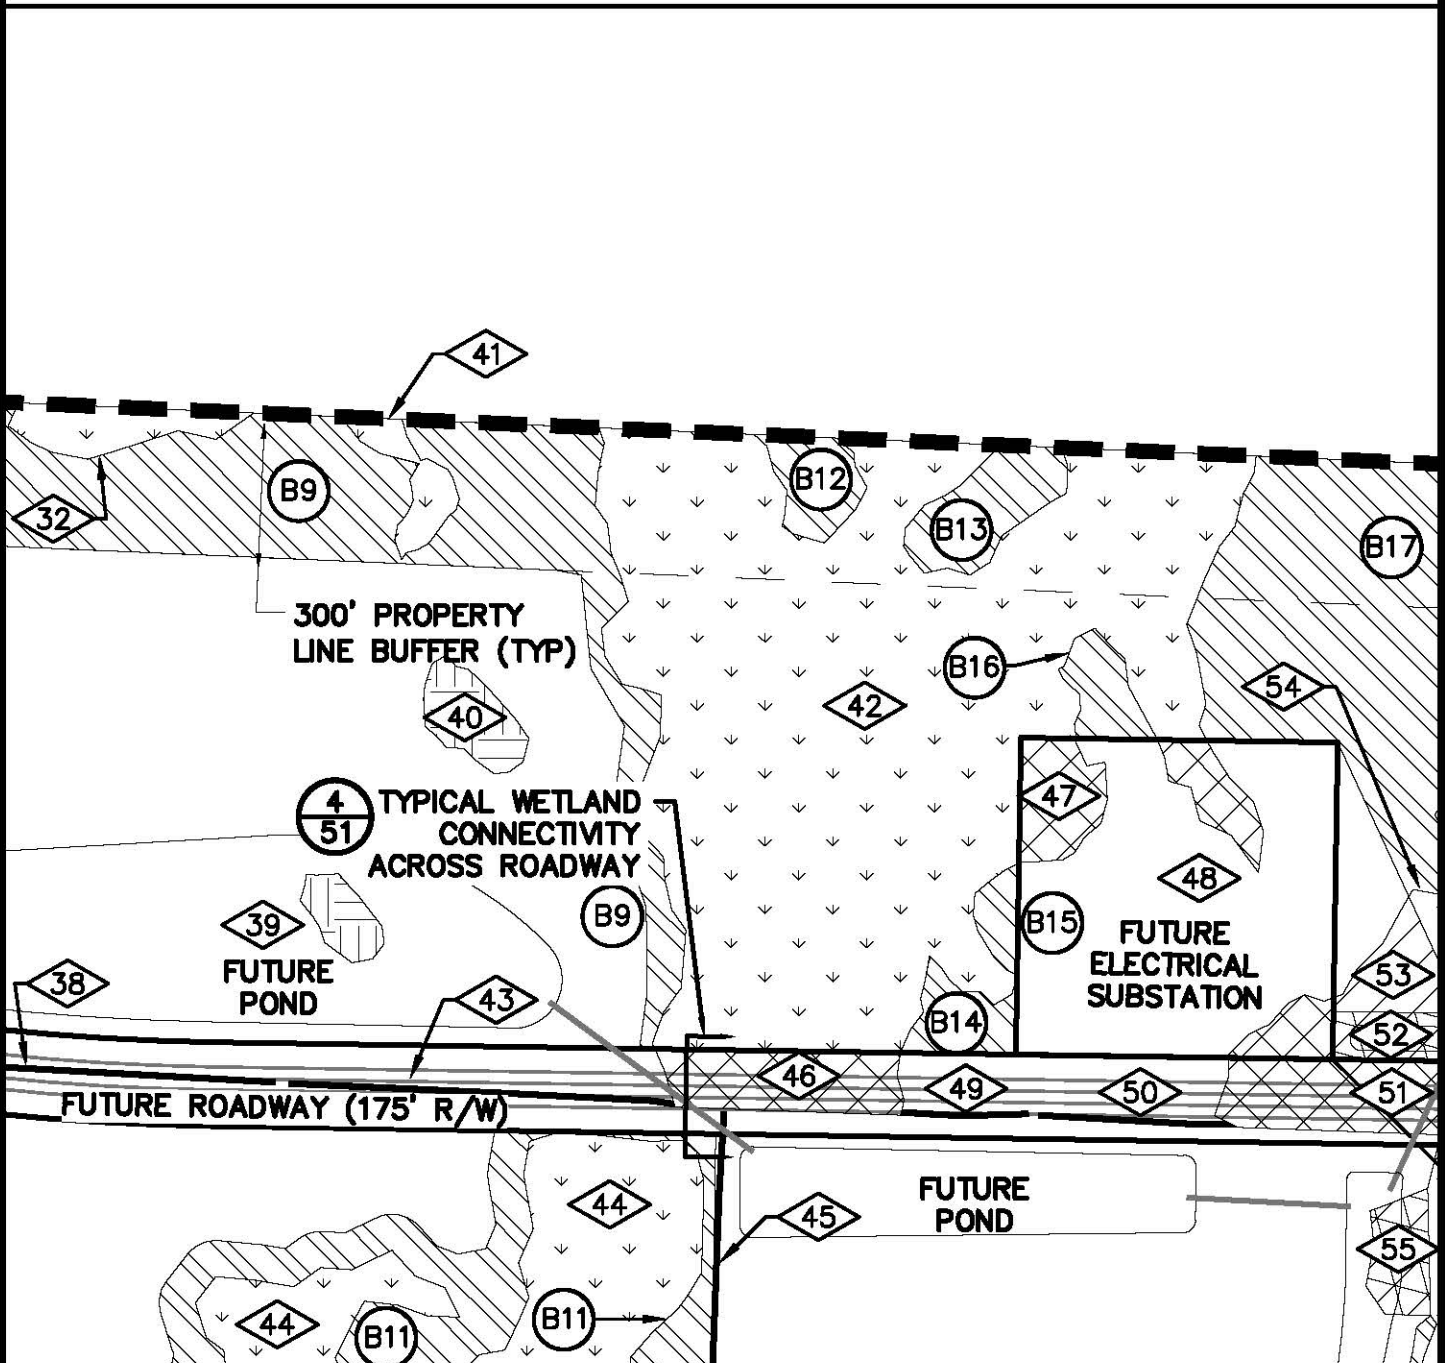 41
B9
B12
B13
32
B17
300' PROPERTY
LINE BUFFER (TYP)
B16
54
40
42
4
51
TYPICAL WETLAND
CONNECTIVITY
ACROSS ROADWAY
47
48
39
B9
B15
FUTURE
ELECTRICAL
SUBSTATION
FUTURE
POND
38
43
53
B14
52
46
49
50
51
FUTURE ROADWAY (175' R/W)
44
45
FUTURE
POND
55
44
B11
B11